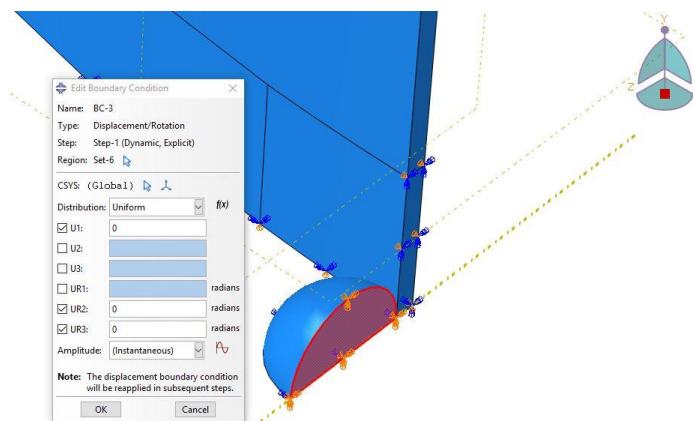 Edit Boundary Condition
Name: BC-3
Type: Displacement/Rotation
Step: Step-1 (Dynamic, Explicit)
Region: Set-6
CSYS: (Global)
Distribution: Uniform f(x)
U1: 0
U2:
U3:
UR1: radians
UR2: 0 radians
UR3: 0 radians
Amplitude: (Instantaneous)
Note: The displacement boundary condition
will be reapplied in subsequent steps.
OK Cancel
Y
Z